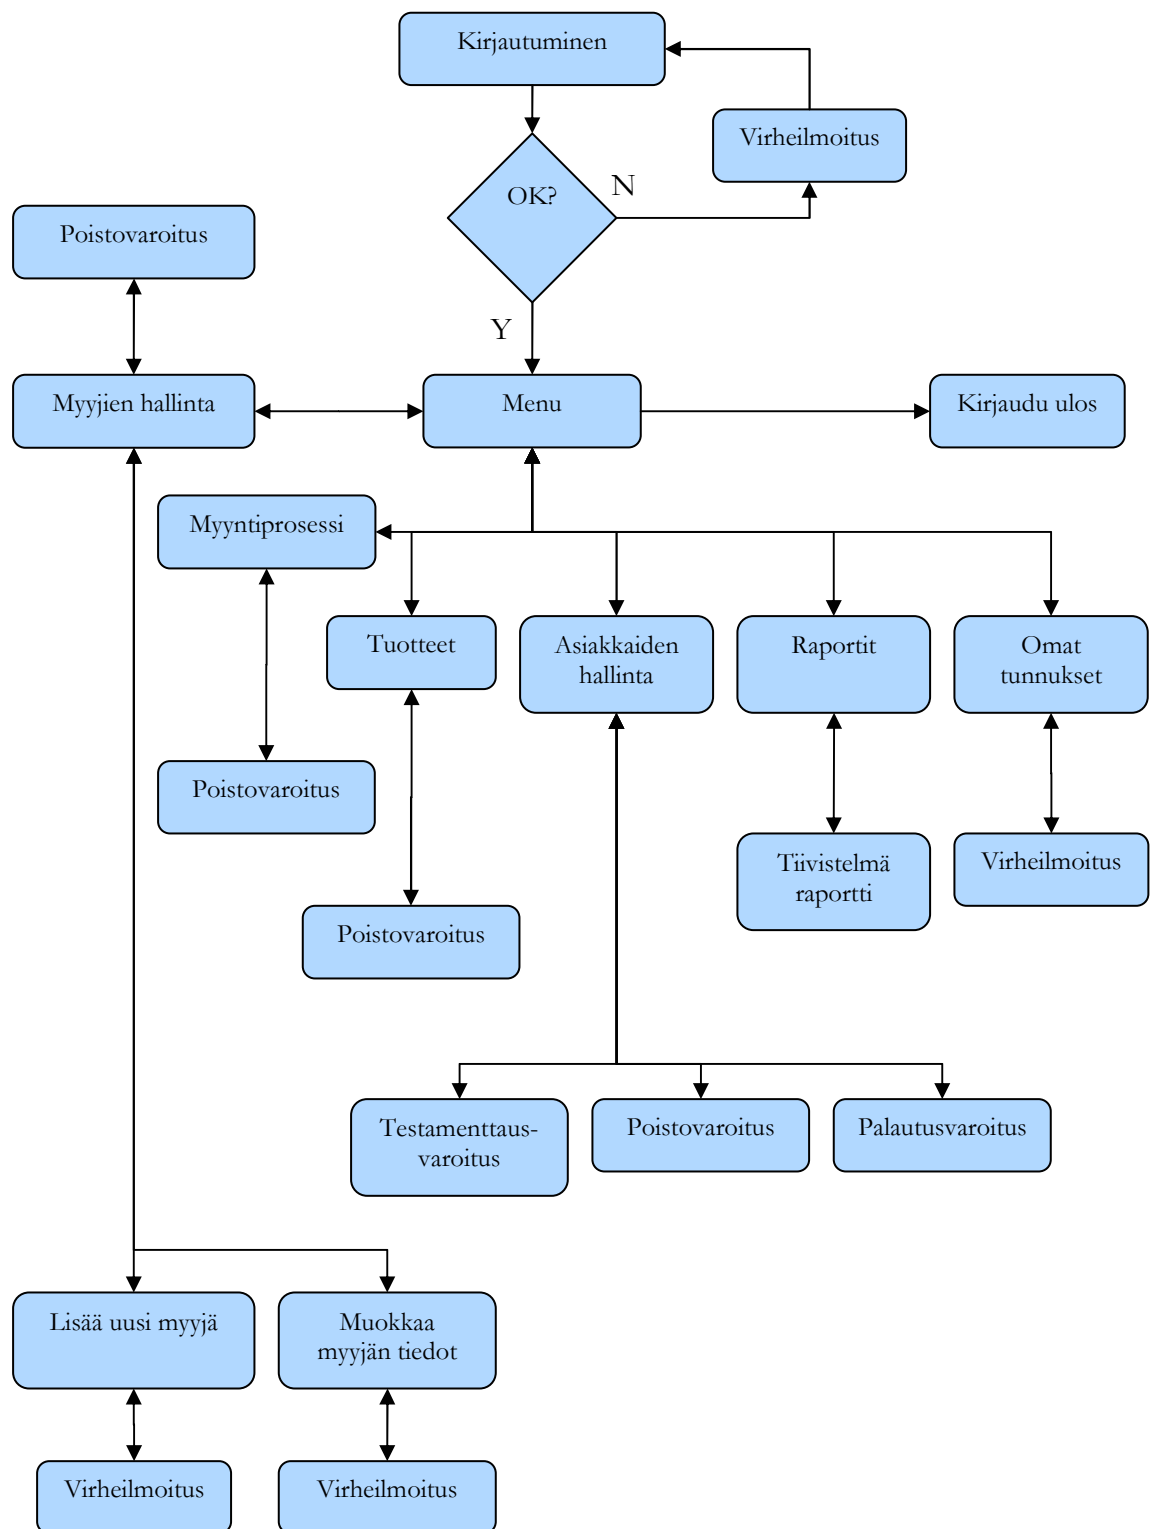 Kirjautuminen
Virheilmoitus
OK?
N
Poistovaroitus
Y
Myyjien hallinta
Menu
Kirjaudu ulos
Myyntiprosessi
Tuotteet
Asiakkaiden
hallinta
Raportit
Omat
tunnukset
Poistovaroitus
Tiivistelmä
raportti
Virheilmoitus
Poistovaroitus
Testamenttaus-
varoitus
Poistovaroitus
Palautusvaroitus
Lisää uusi myyjä
Muokkaa
myyjän tiedot
Virheilmoitus
Virheilmoitus